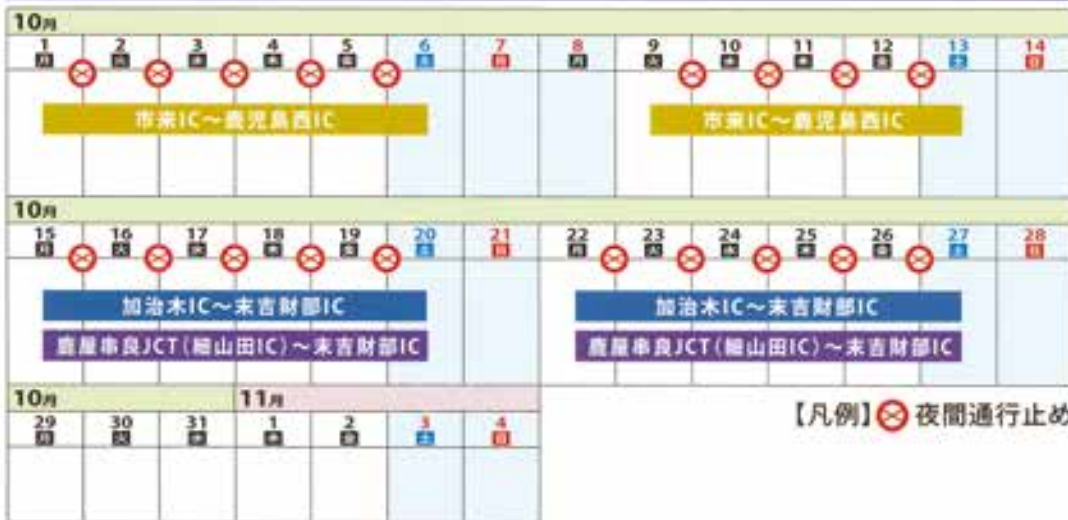 10月
1 2 3 4 5 6 7 8 9 10 11 12 13 14
月 火 水 木 金 土 日 月 火 水 木 金 土 日
市来IC～鹿児島西IC 市来IC～鹿児島西IC
10月
15 16 17 18 19 20 21 22 23 24 25 26 27 28
月 火 水 木 金 土 日 月 火 水 木 金 土 日
加治木IC～末吉財部IC 加治木IC～末吉財部IC
鹿屋串良JCT(細山田IC)～末吉財部IC 鹿屋串良JCT(細山田IC)～末吉財部IC
10月 11月
29 30 31 1 2 3 4
月 火 水 木 金 土 日
【凡例】 夜間通行止め